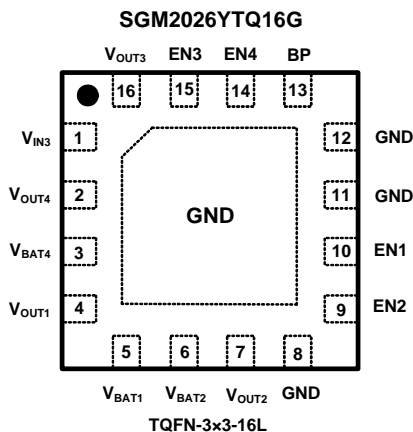 SGM2026YTQ16G
VOUT3 EN3 EN4 BP
16 15 14 13
VIN3 1 12 GND
VOUT4 2 11 GND
GND
VBAT4 3 10 EN1
VOUT1 4 9 EN2
5 6 7 8
VBAT1 VBAT2 VOUT2 GND
TQFN-3×3-16L